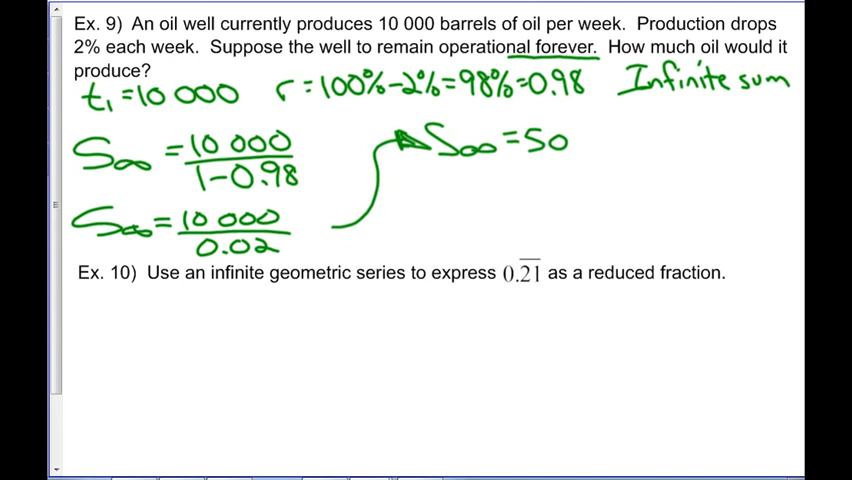 Ex. 9) An oil well currently produces 10 000 barrels of oil per week. Production drops
2% each week. Suppose the well to remain operational forever. How much oil would it
produce?
t₁ = 10 000 r = 100% - 2% = 98% = 0.98 Infinite sum
S∞ = 10 000 / 1 - 0.98
S∞ = 50
S∞ = 10 000 / 0.02
Ex. 10) Use an infinite geometric series to express 0.2̅1̅ as a reduced fraction.